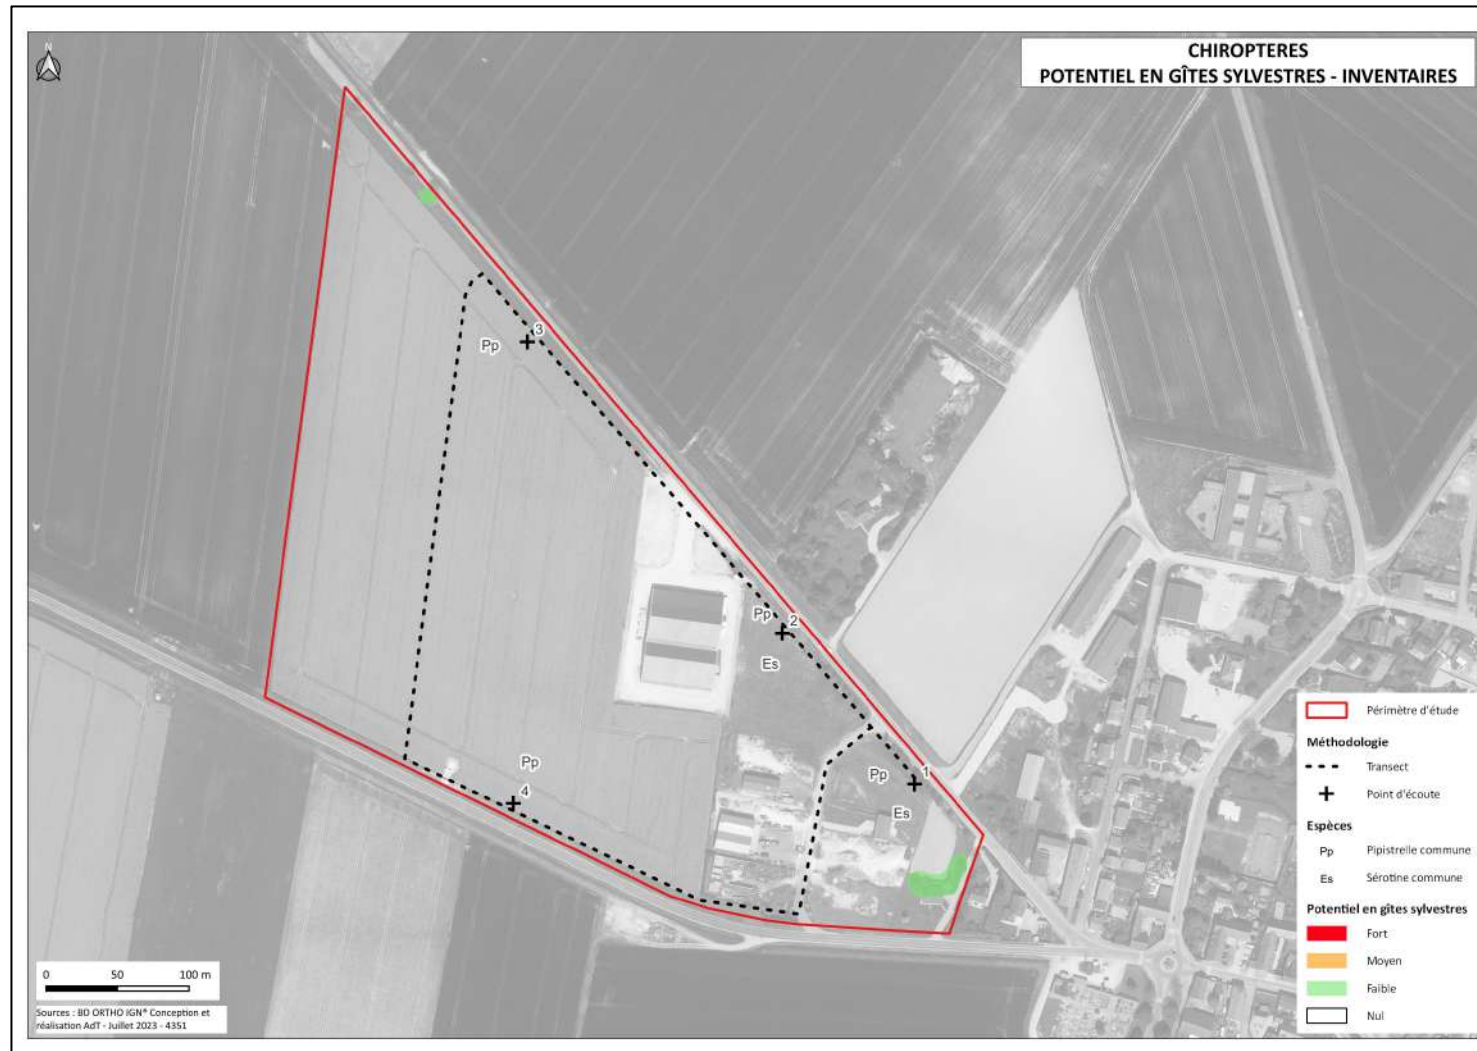 CHIROPTERES
POTENTIEL EN GÎTES SYLVESTRES - INVENTAIRES
N
3
Pp
Pp
2
Es
1
Pp
Es
Pp
4
Périmètre d'étude
Méthodologie
Transect
Point d'écoute
Espèces
Pp Pipistrelle commune
Es Sérotine commune
Potentiel en gîtes sylvestres
Fort
Moyen
Faible
Nul
0 50 100 m
Sources : BD ORTHO IGN® Conception et
réalisation AdT - Juillet 2023 - 4351